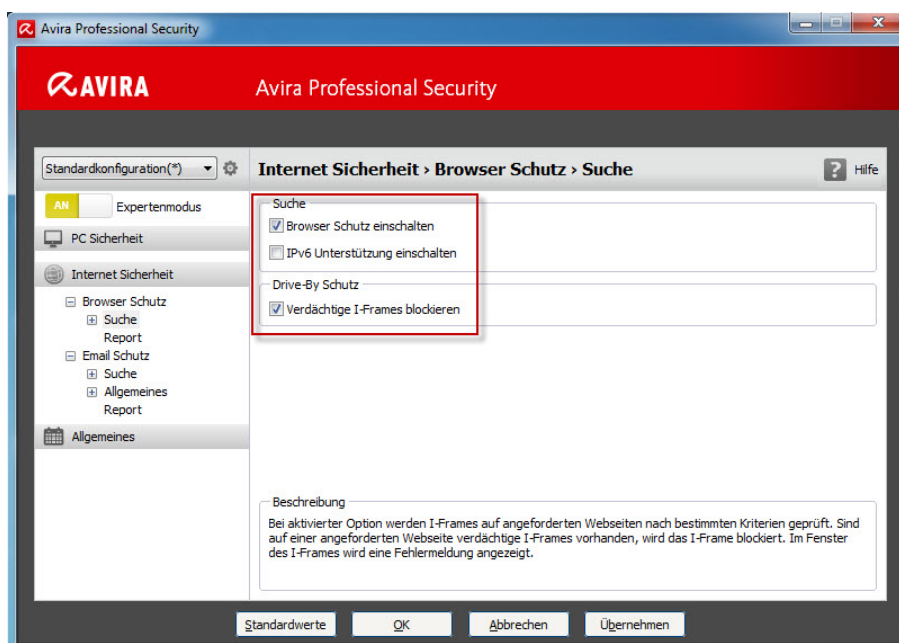 Avira Professional Security
AVIRA
Avira Professional Security
Standardkonfiguration(*)
Internet Sicherheit › Browser Schutz › Suche
? Hilfe
AN Expertenmodus
PC Sicherheit
Internet Sicherheit
Browser Schutz
Suche
Report
Email Schutz
Suche
Allgemeines
Report
Allgemeines
Suche
Browser Schutz einschalten
IPv6 Unterstützung einschalten
Drive-By Schutz
Verdächtige I-Frames blockieren
Beschreibung
Bei aktivierter Option werden I-Frames auf angeforderten Webseiten nach bestimmten Kriterien geprüft. Sind
auf einer angeforderten Webseite verdächtige I-Frames vorhanden, wird das I-Frame blockiert. Im Fenster
des I-Frames wird eine Fehlermeldung angezeigt.
Standardwerte
OK
Abbrechen
Übernehmen